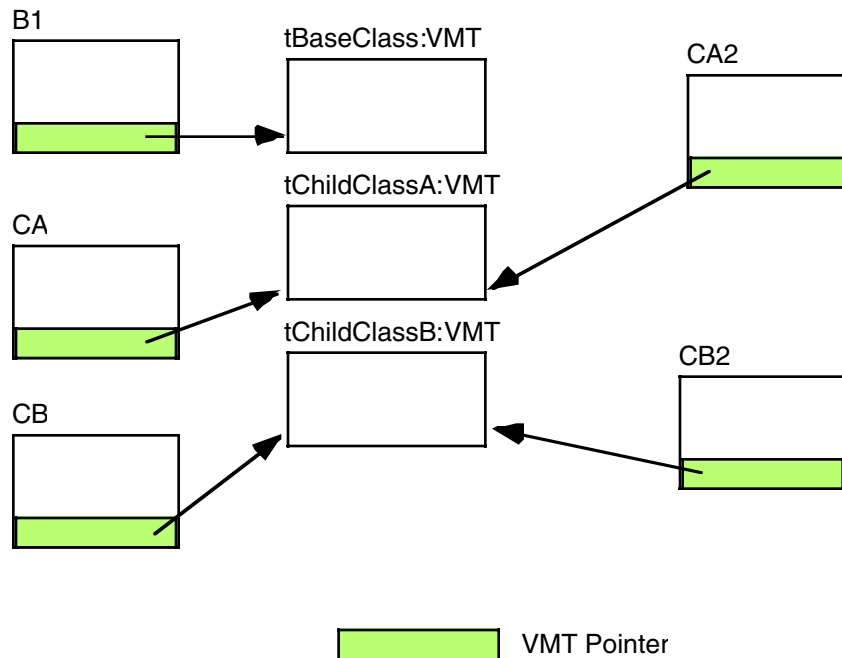 B1
tBaseClass:VMT
CA2
tChildClassA:VMT
CA
tChildClassB:VMT
CB2
CB
VMT Pointer